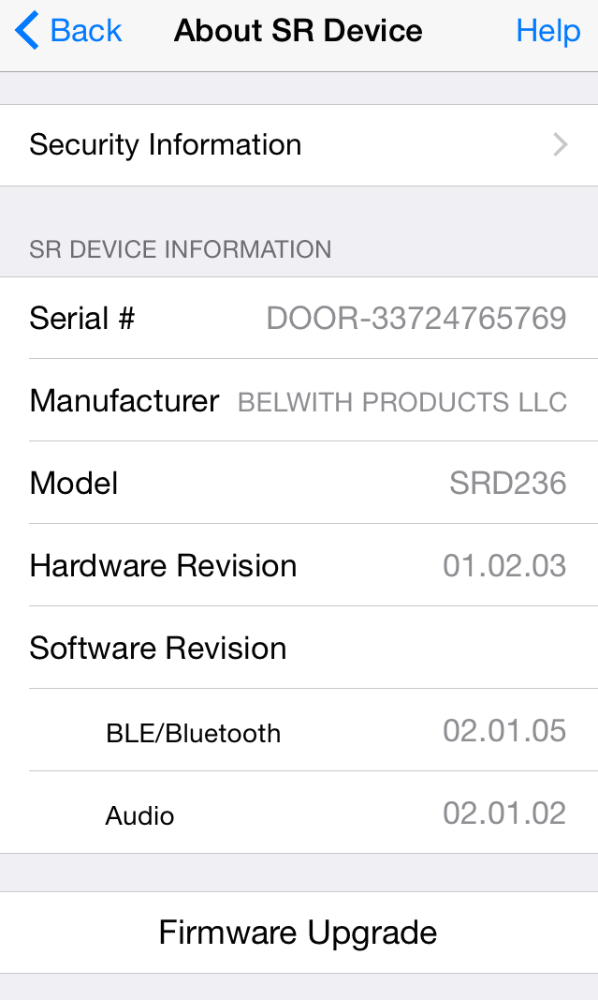 Back About SR Device Help
Security Information
SR DEVICE INFORMATION
Serial # DOOR-33724765769
Manufacturer BELWITH PRODUCTS LLC
Model SRD236
Hardware Revision 01.02.03
Software Revision
BLE/Bluetooth 02.01.05
Audio 02.01.02
Firmware Upgrade